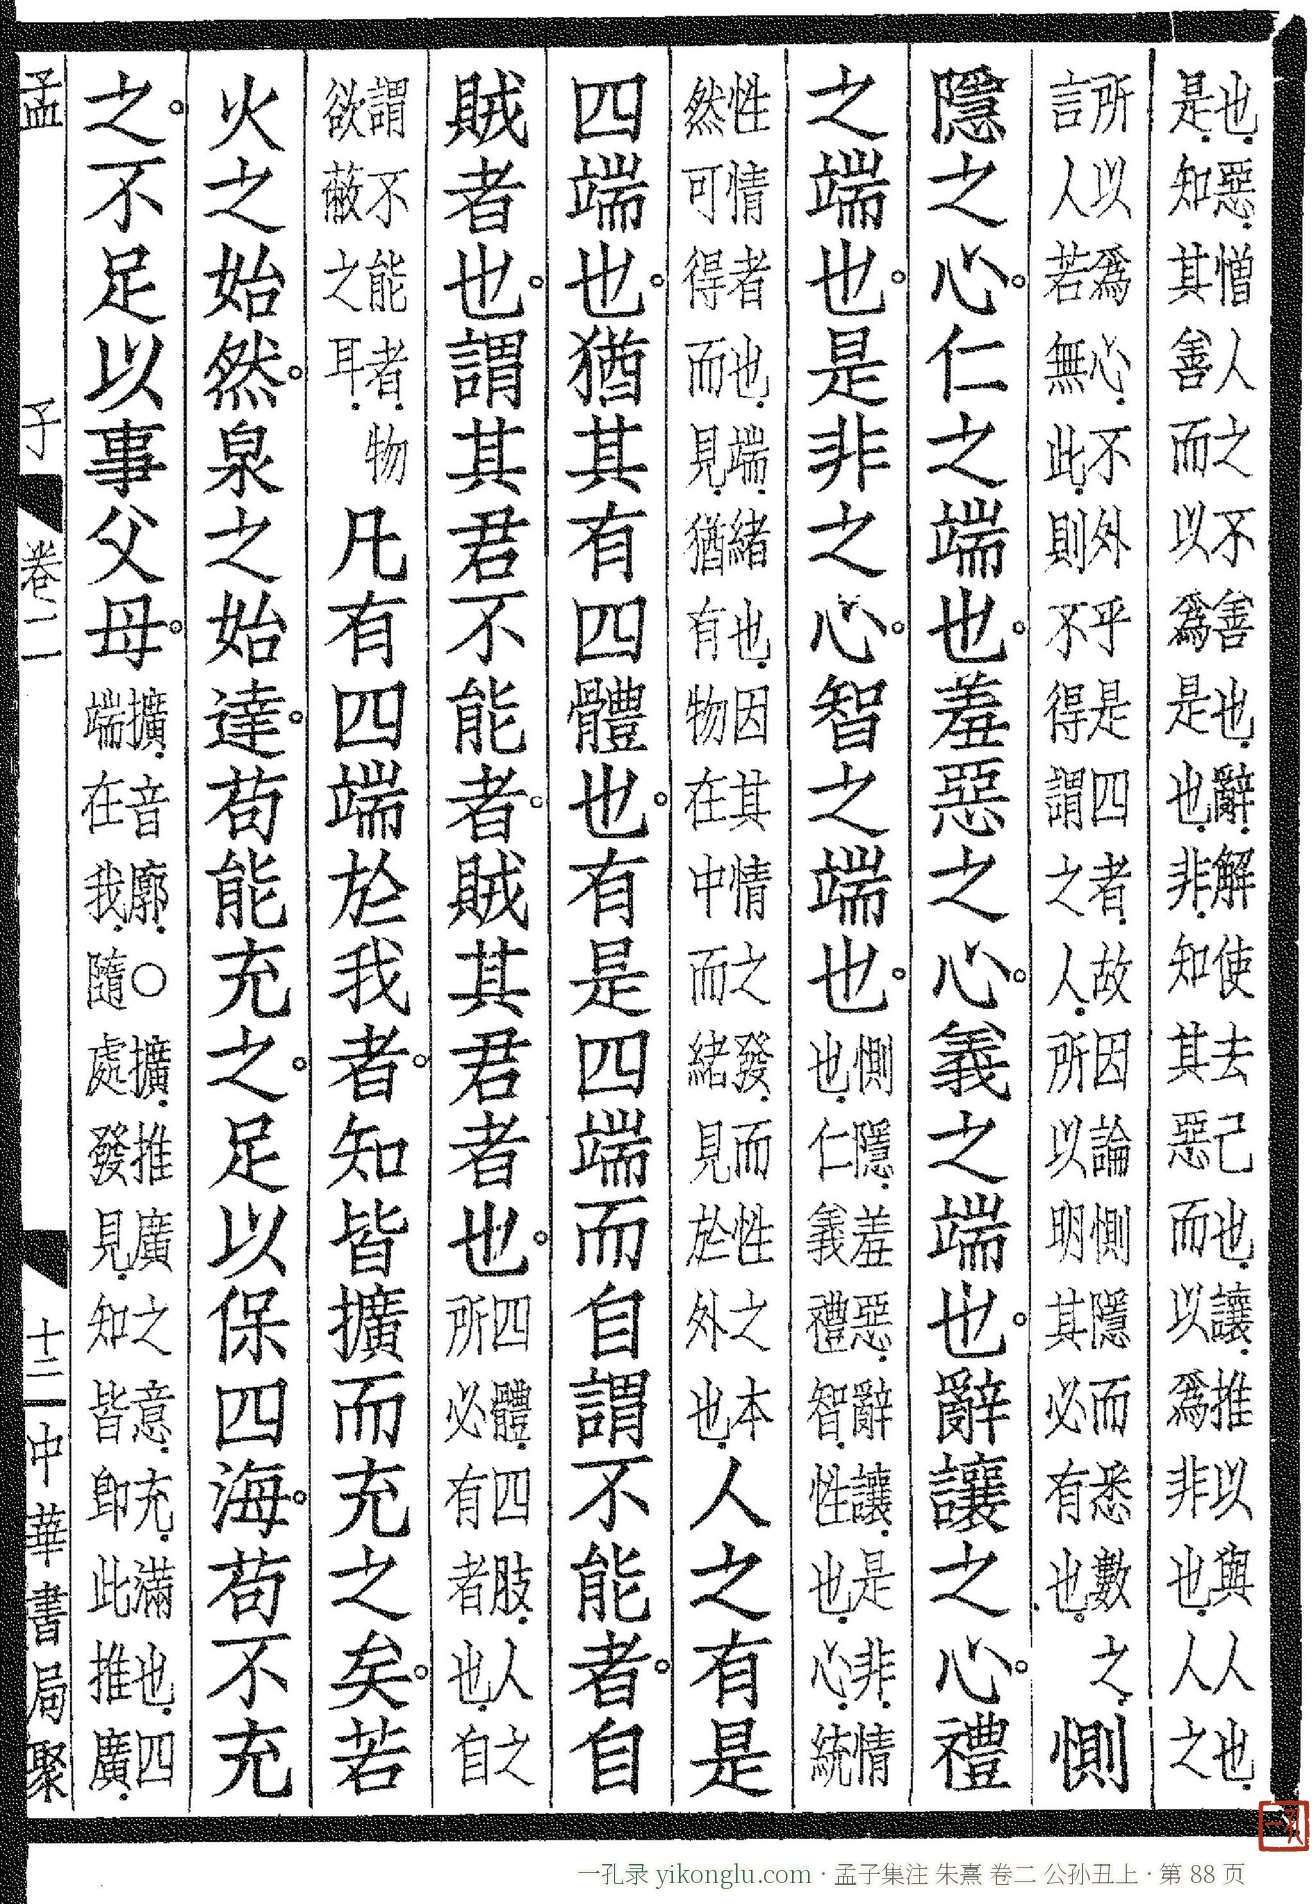 也。惡。憎人之不善也。辭。解使去己也。讓。推以與人也。
是。知其善而以爲是也。非。知其惡而以爲非也。人之
所以爲心。不外乎是四者。故因論惻隱而悉數之。
言人若無此。則不得謂之人。所以明其必有也。
惻
隱之心。仁之端也。羞惡之心。義之端也。辭讓之心。禮
之端也。是非之心。智之端也。
惻隱。羞惡。辭讓。是非。情
也。仁義禮智。性也。心。統
性情者也。端。緒也。因其情之發。而性之本
然可得而見。猶有物在中而緒見於外也。
人之有是
四端也。猶其有四體也。有是四端而自謂不能者。自
賊者也。謂其君不能者。賊其君者也。
四體。四肢。人之
所必有者也。自
謂不能者。物
欲蔽之耳。
凡有四端於我者。知皆擴而充之矣。若
火之始然。泉之始達。苟能充之。足以保四海。苟不充
之。不足以事父母。
擴。音廓。○擴。推廣之意。充。滿也。四
端在我。隨處發見。知皆卽此推廣。
孟子 卷二 十二 中華書局聚
一孔录 yikonglu.com · 孟子集注 朱熹 卷二 公孙丑上 · 第 88 页